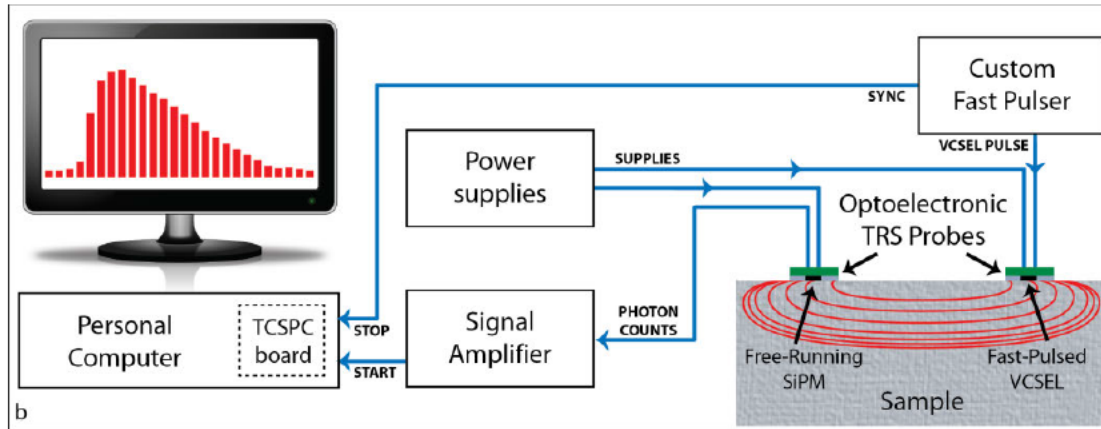 Custom
Fast Pulser
SYNC
VCSEL PULSE
Power
supplies
SUPPLIES
Optoelectronic
TRS Probes
Personal
Computer
TCSPC
board
STOP
START
Signal
Amplifier
PHOTON
COUNTS
Free-Running
SiPM
Fast-Pulsed
VCSEL
Sample
b